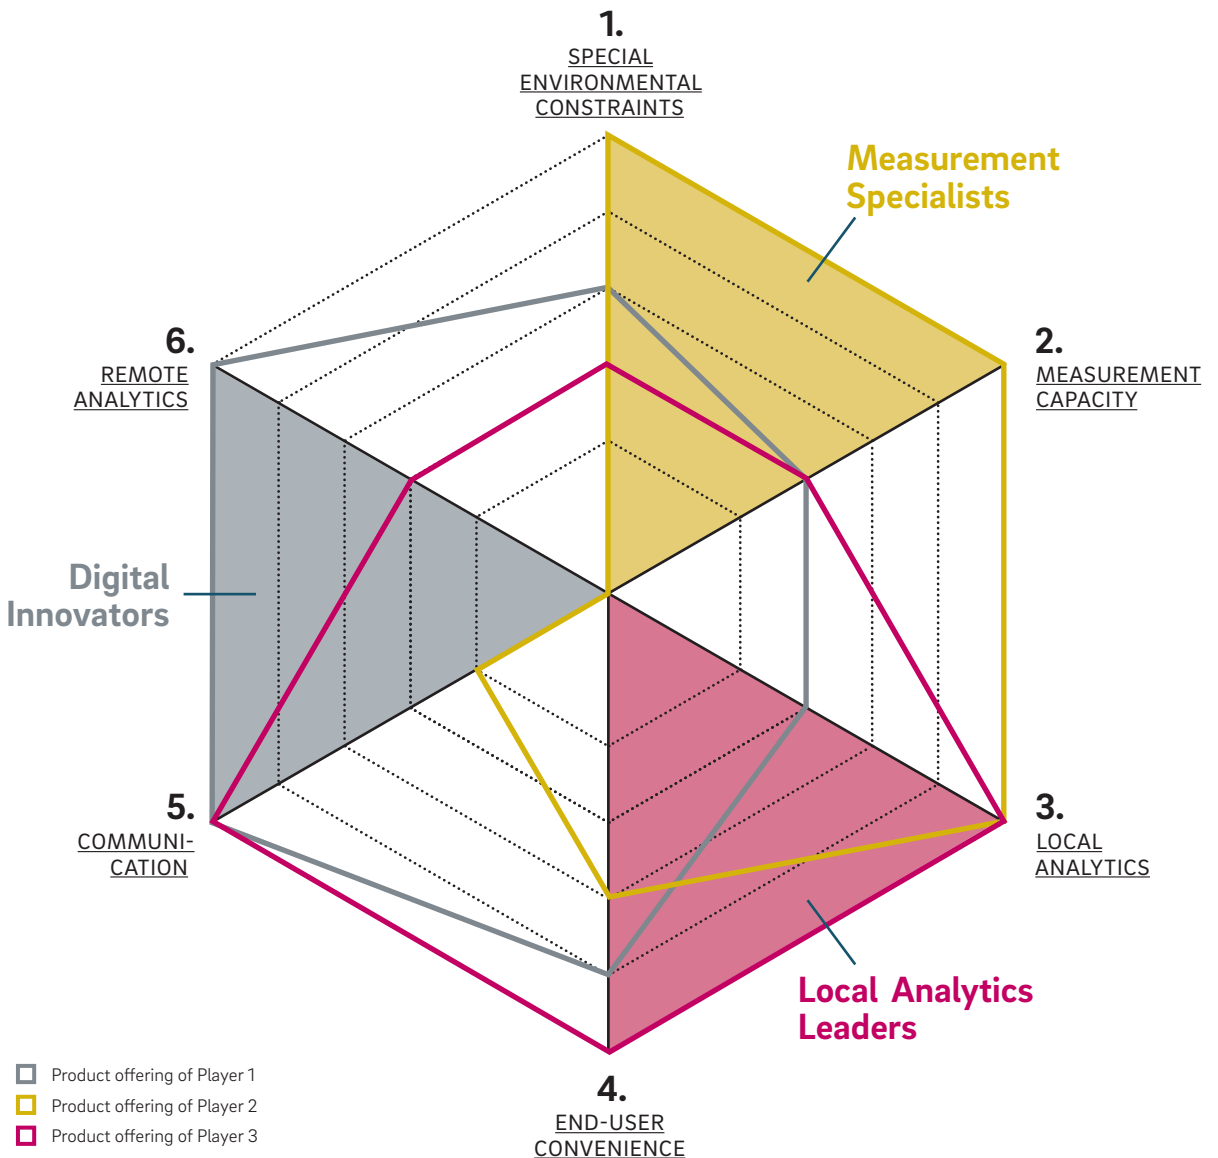 1.
SPECIAL
ENVIRONMENTAL
CONSTRAINTS
Measurement
Specialists
6.
REMOTE
ANALYTICS
2.
MEASUREMENT
CAPACITY
Digital
Innovators
5.
COMMUNI-
CATION
3.
LOCAL
ANALYTICS
Local Analytics
Leaders
4.
END-USER
CONVENIENCE
Product offering of Player 1
Product offering of Player 2
Product offering of Player 3